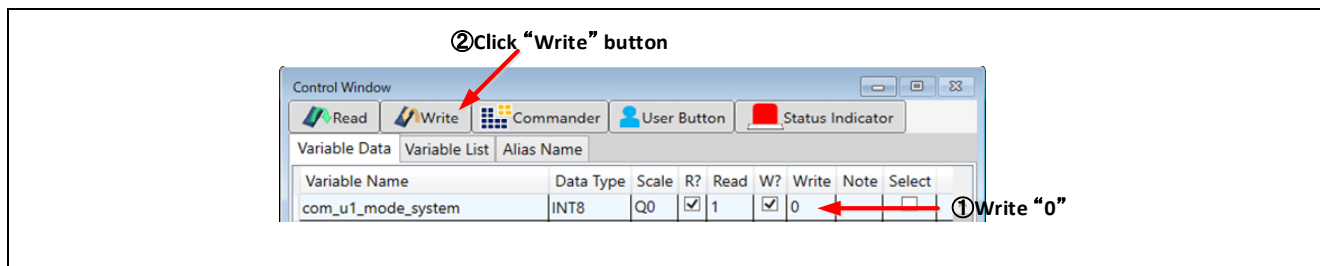 ②Click “Write” button
Control Window
Read Write Commander User Button Status Indicator
Variable Data Variable List Alias Name
Variable Name Data Type Scale R? Read W? Write Note Select
com_u1_mode_system INT8 Q0 1 0
①Write “0”